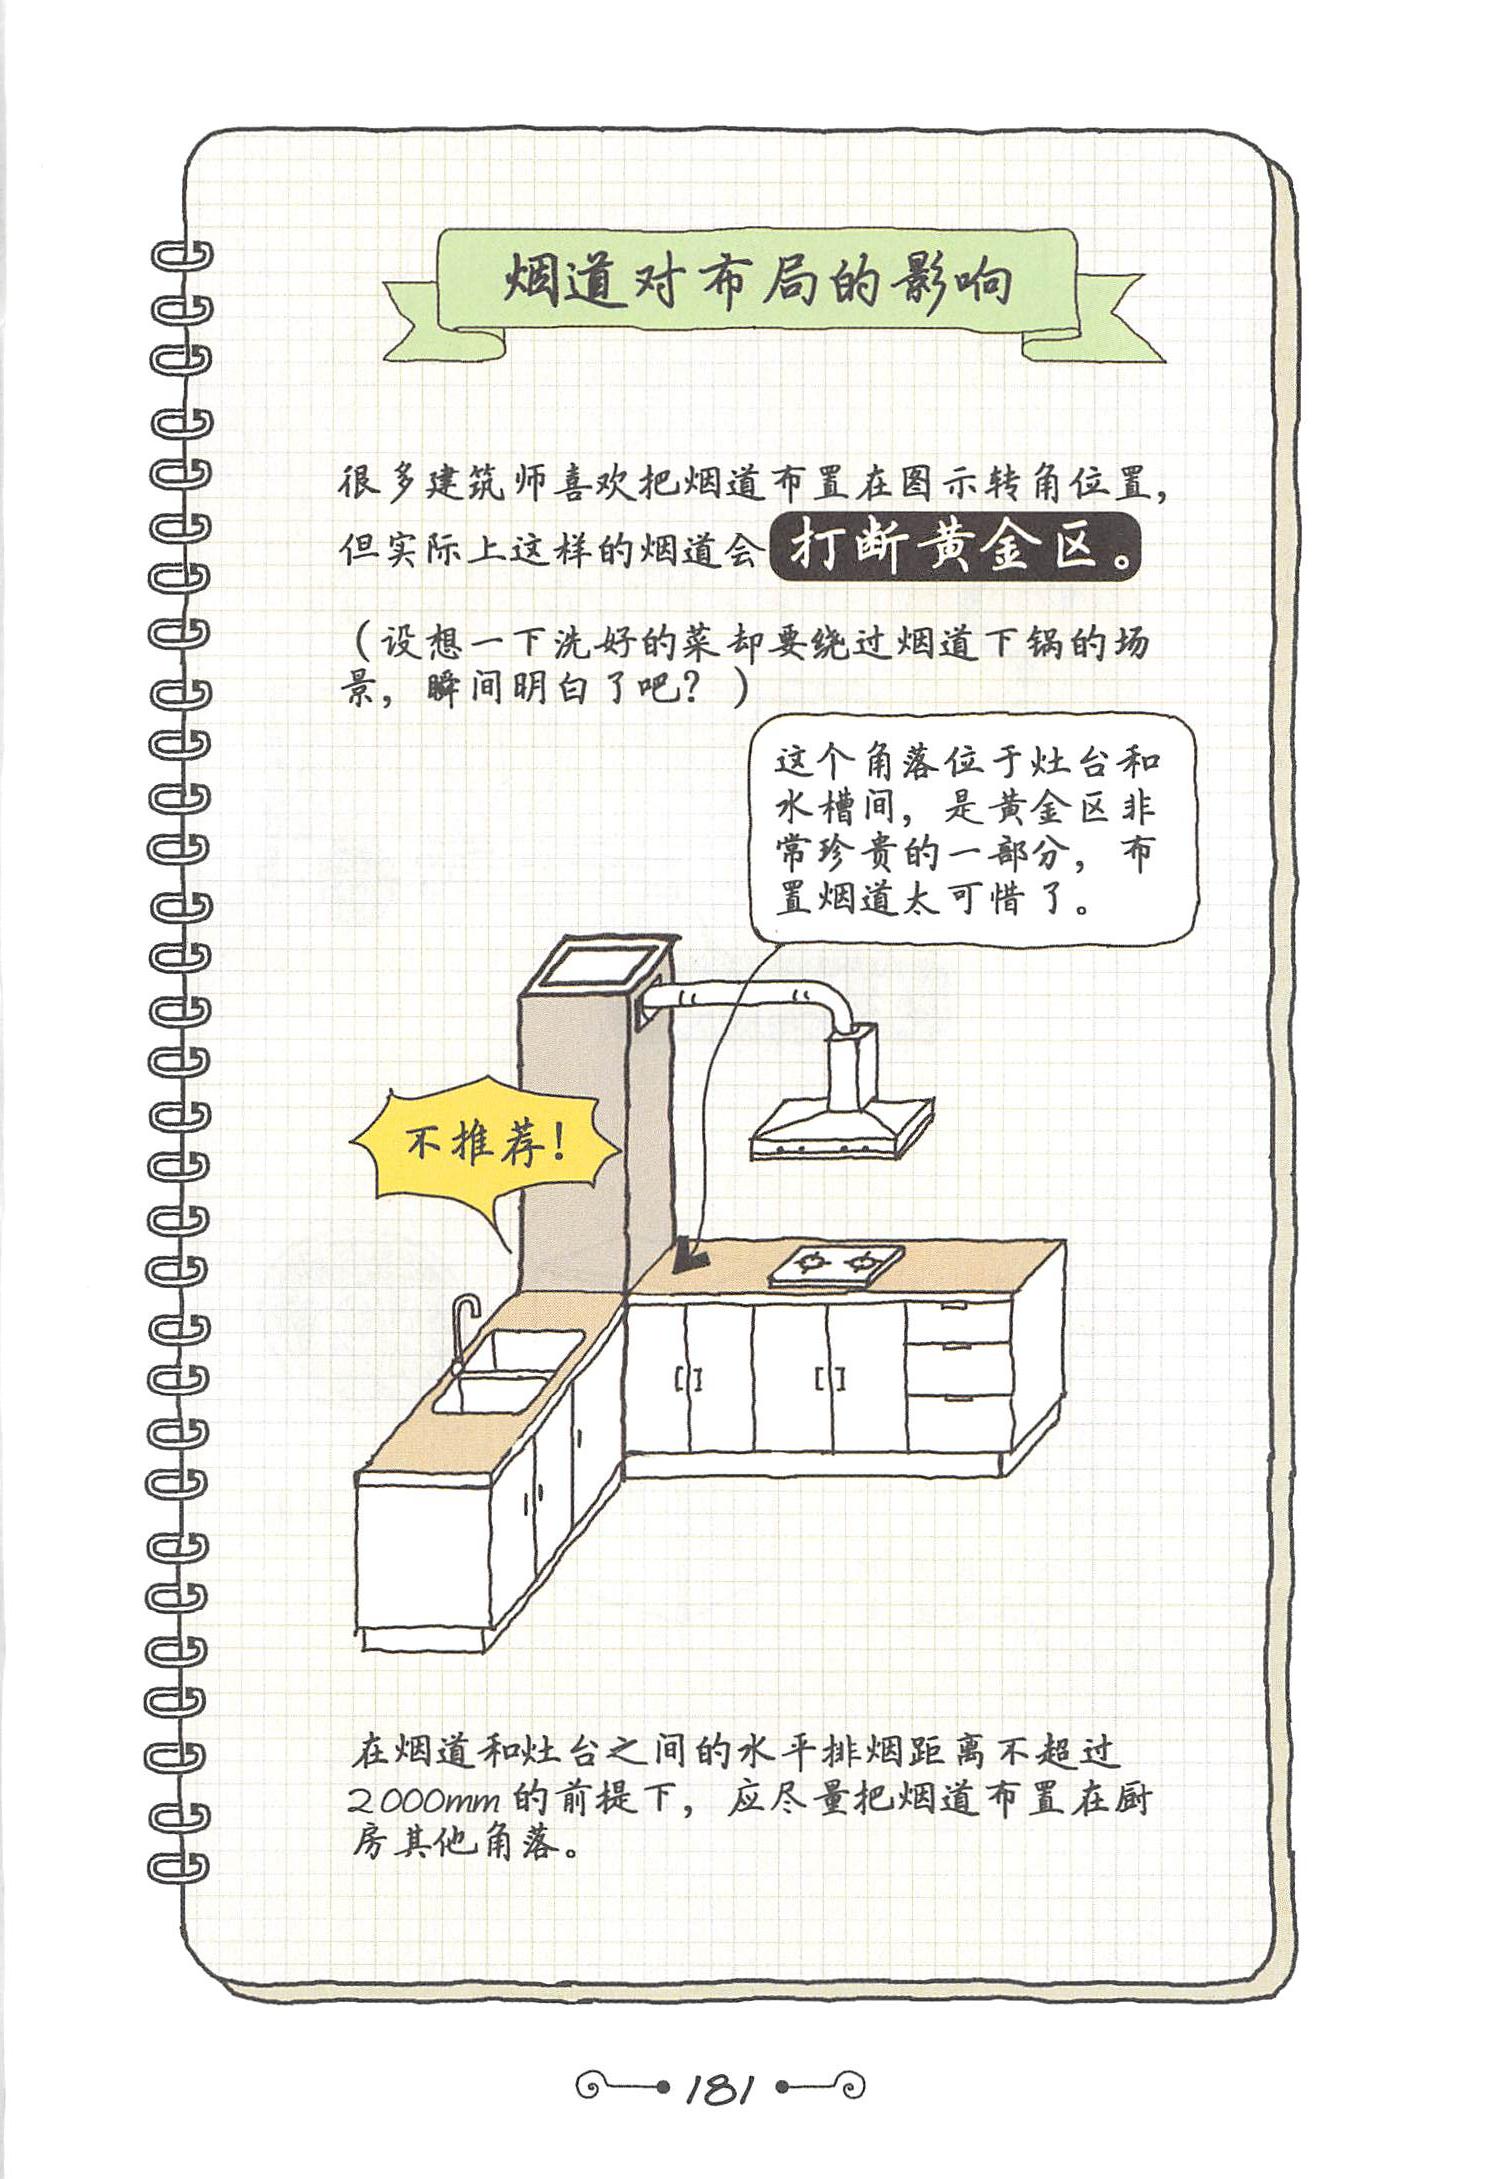 烟道对布局的影响
很多建筑师喜欢把烟道布置在图示转角位置，
但实际上这样的烟道会打断黄金区。
（设想一下洗好的菜却要绕过烟道下锅的场
景，瞬间明白了吧？）
这个角落位于灶台和
水槽间，是黄金区非
常珍贵的一部分，布
置烟道太可惜了。
不推荐！
在烟道和灶台之间的水平排烟距离不超过
2000mm的前提下，应尽量把烟道布置在厨
房其他角落。
181